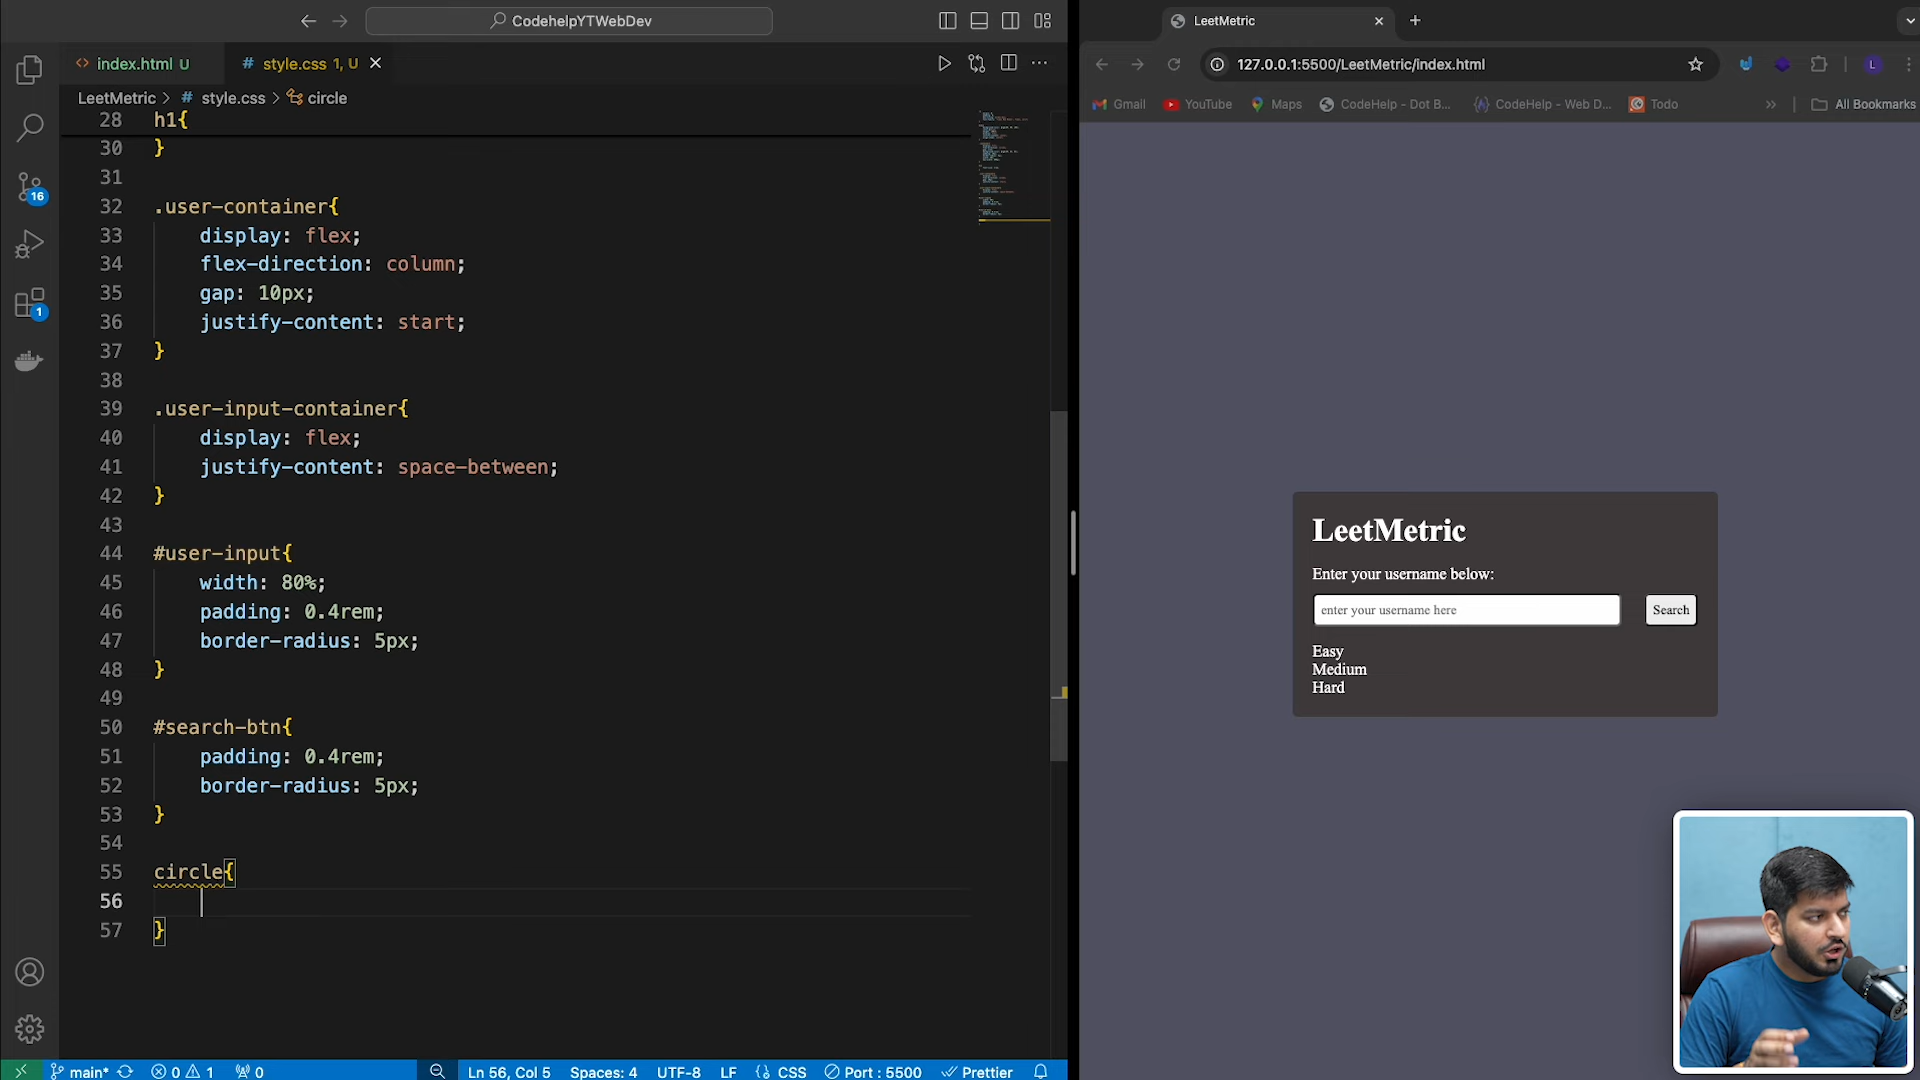 CodehelpYTWebDev
index.html U
# style.css 1, U
LeetMetric > # style.css > circle
28 h1{
30 }
31
32 .user-container{
33 display: flex;
34 flex-direction: column;
35 gap: 10px;
36 justify-content: start;
37 }
38
39 .user-input-container{
40 display: flex;
41 justify-content: space-between;
42 }
43
44 #user-input{
45 width: 80%;
46 padding: 0.4rem;
47 border-radius: 5px;
48 }
49
50 #search-btn{
51 padding: 0.4rem;
52 border-radius: 5px;
53 }
54
55 circle{
56
57 }
16
1
main* 0 1 0 Ln 56, Col 5 Spaces: 4 UTF-8 LF {} CSS Port : 5500 Prettier
LeetMetric
127.0.0.1:5500/LeetMetric/index.html
L
Gmail YouTube Maps CodeHelp - Dot B... CodeHelp - Web D... Todo » All Bookmarks
LeetMetric
Enter your username below:
enter your username here Search
Easy
Medium
Hard